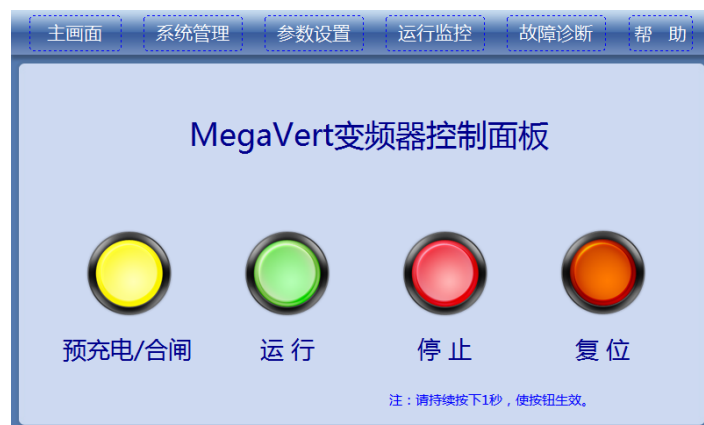 主画面 系统管理 参数设置 运行监控 故障诊断 帮 助
MegaVert变频器控制面板
预充电/合闸 运 行 停 止 复 位
注：请持续按下1秒，使按钮生效。